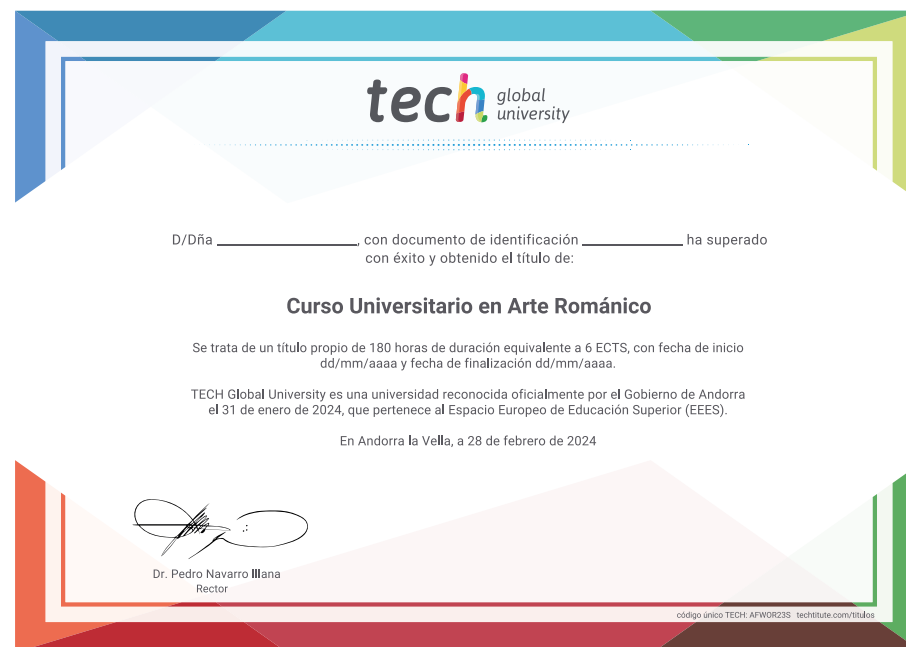 tech global university
D/Dña ____________, con documento de identificación ____________ ha superado
con éxito y obtenido el título de:
Curso Universitario en Arte Románico
Se trata de un título propio de 180 horas de duración equivalente a 6 ECTS, con fecha de inicio
dd/mm/aaaa y fecha de finalización dd/mm/aaaa.
TECH Global University es una universidad reconocida oficialmente por el Gobierno de Andorra
el 31 de enero de 2024, que pertenece al Espacio Europeo de Educación Superior (EEES).
En Andorra la Vella, a 28 de febrero de 2024
Dr. Pedro Navarro Illana
Rector
código único TECH: AFWOR23S techtitute.com/titulos